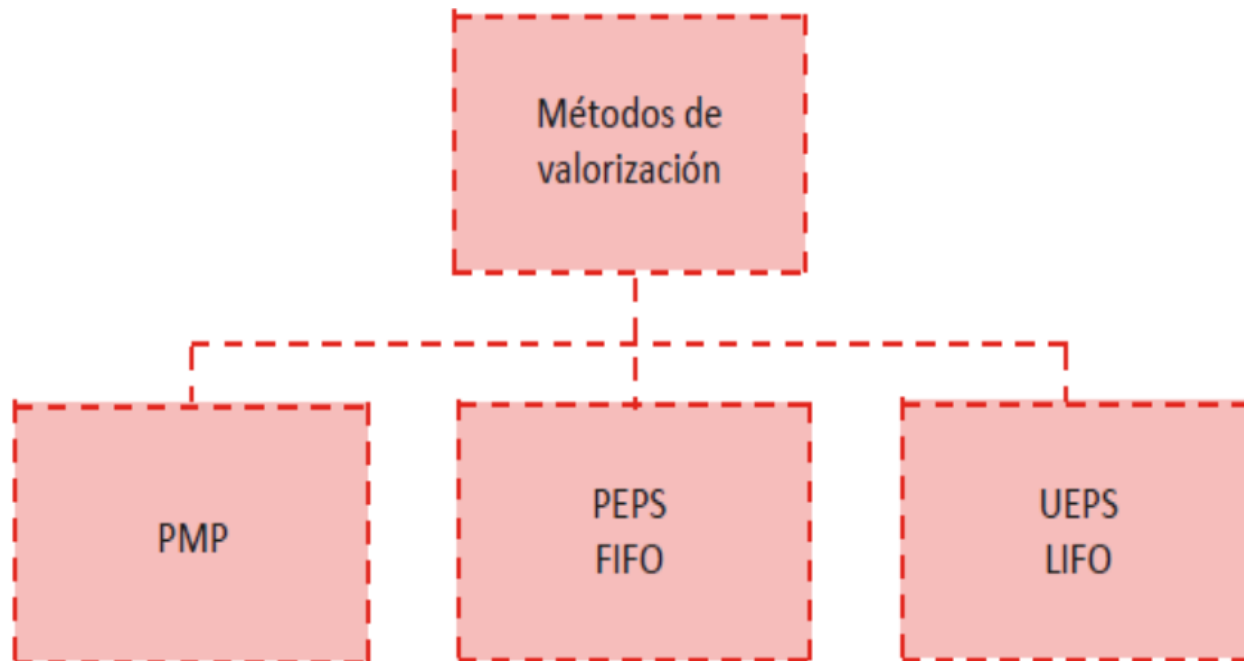 Métodos de
valorización
PMP
PEPS
FIFO
UEPS
LIFO